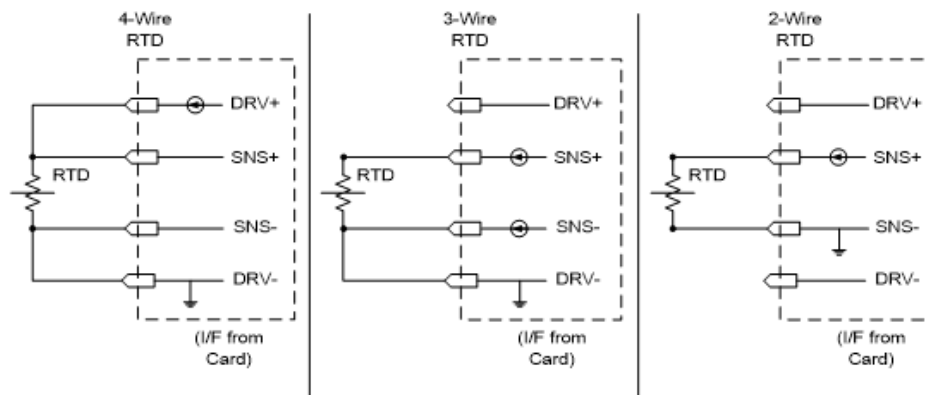 4-Wire
RTD
DRV+
SNS+
RTD
SNS-
DRV-
(I/F from
Card)
3-Wire
RTD
DRV+
SNS+
RTD
SNS-
DRV-
(I/F from
Card)
2-Wire
RTD
DRV+
SNS+
RTD
SNS-
DRV-
(I/F from
Card)